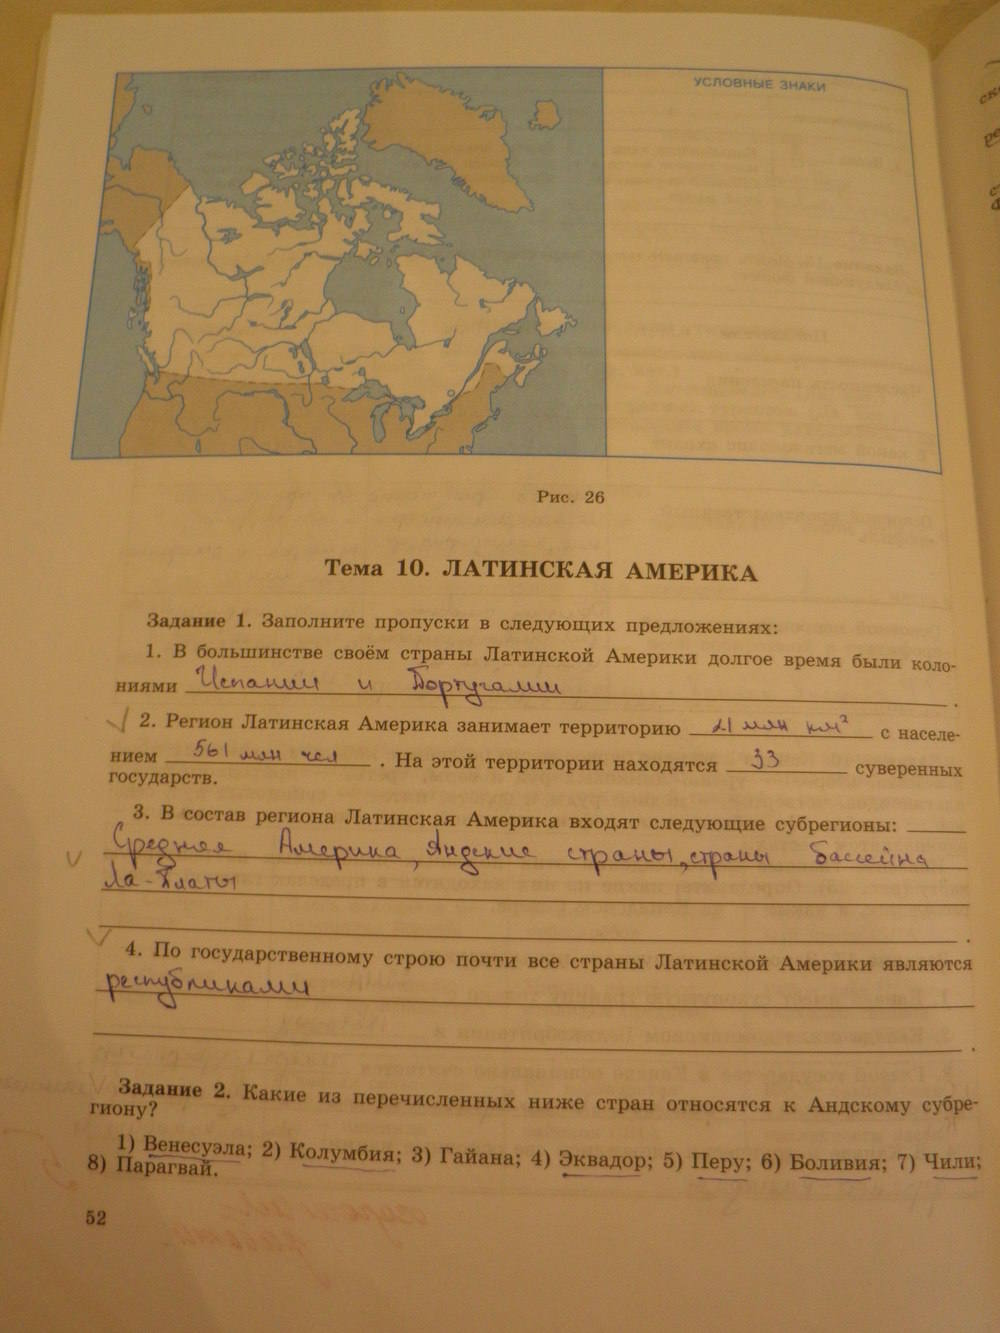 УСЛОВНЫЕ ЗНАКИ
Рис. 26
Тема 10. ЛАТИНСКАЯ АМЕРИКА
Задание 1. Заполните пропуски в следующих предложениях:
1. В большинстве своём страны Латинской Америки долгое время были коло-
ниями Испании и Португалии .
2. Регион Латинская Америка занимает территорию 21 млн км² с населе-
нием 561 млн чел . На этой территории находятся 33 суверенных
государств.
3. В состав региона Латинская Америка входят следующие субрегионы:
Средняя Америка, Андские страны, страны бассейна
Ла-Платы
.
4. По государственному строю почти все страны Латинской Америки являются
республиками
.
Задание 2. Какие из перечисленных ниже стран относятся к Андскому субре-
гиону?
1) Венесуэла; 2) Колумбия; 3) Гайана; 4) Эквадор; 5) Перу; 6) Боливия; 7) Чили;
8) Парагвай.
52